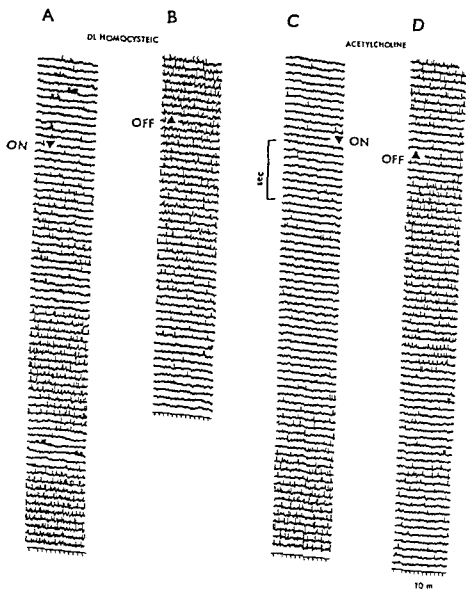 A
B
C
D
DL HOMOCYSTEIC
ACETYLCHOLINE
ON
OFF
sec
ON
OFF
10 m